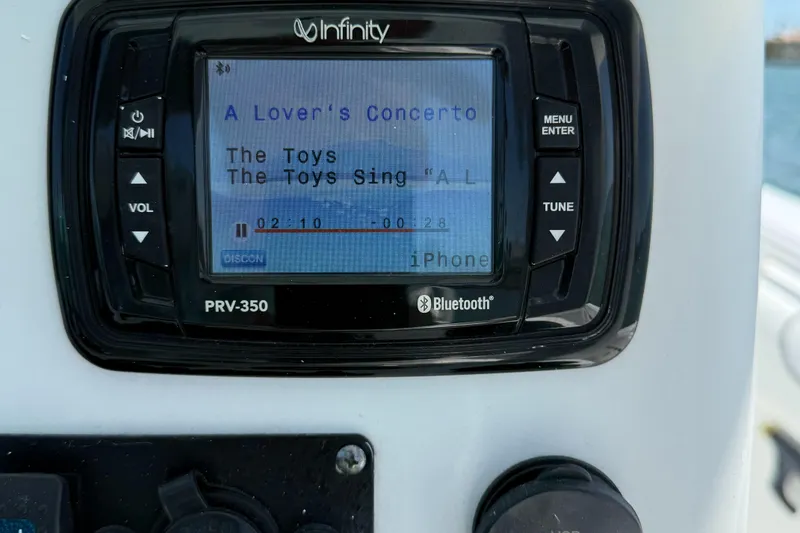 Infinity
A Lover's Concerto
The Toys
The Toys Sing "A L
02:10 -00:28
DISCON
iPhone
MENU
ENTER
VOL
TUNE
PRV-350
Bluetooth®